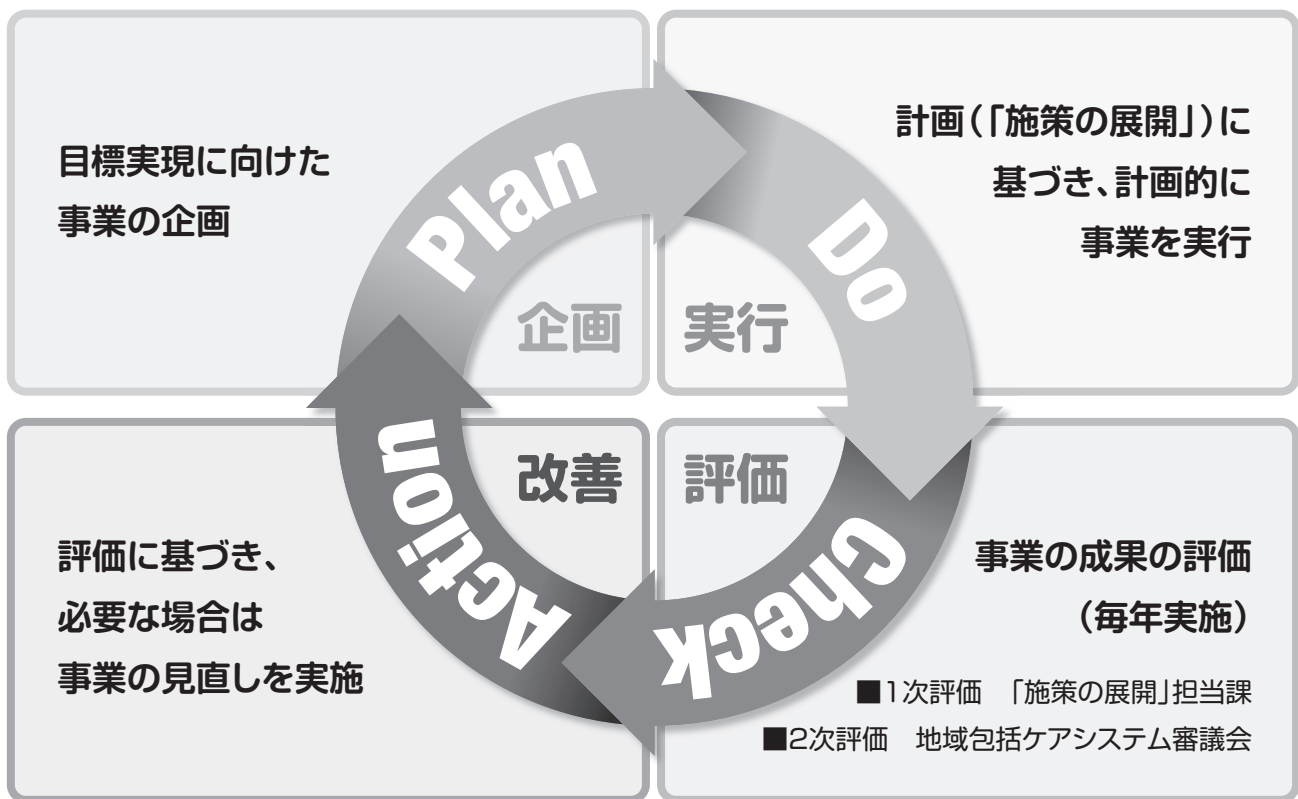 目標実現に向けた
事業の企画
Plan
企画
計画(「施策の展開」)に
基づき、計画的に
事業を実行
Do
実行
評価に基づき、
必要な場合は
事業の見直しを実施
Action
改善
評価
Check
事業の成果の評価
(毎年実施)
■1次評価　「施策の展開」担当課
■2次評価　地域包括ケアシステム審議会